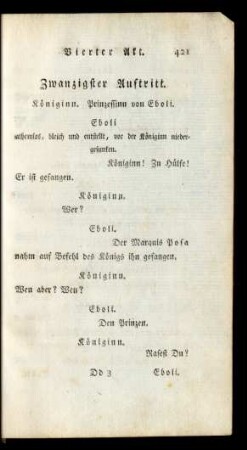 Vierter Akt. 421
Zwanzigster Auftritt.
Königinn. Prinzessinn von Eboli.
Eboli
athemlos, bleich und entstellt, vor der Königinn nieder-
gesunken.
Königinn! Zu Hülfe!
Er ist gefangen.
Königinn.
Wer?
Eboli.
Der Marquis Posa
nahm auf Befehl des Königs ihn gefangen.
Königinn.
Wen aber? Wen?
Eboli.
Den Prinzen.
Königinn.
Rasest Du?
Dd 3 Eboli.